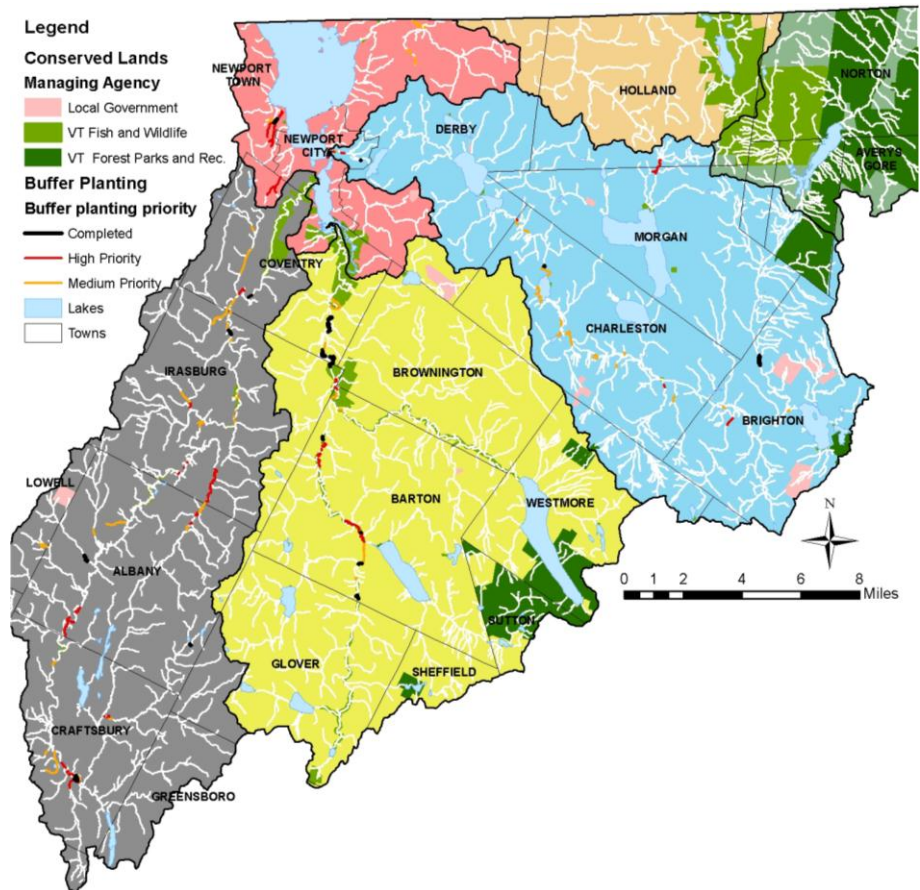 Legend
Conserved Lands
Managing Agency
Local Government
VT Fish and Wildlife
VT Forest Parks and Rec.
Buffer Planting
Buffer planting priority
Completed
High Priority
Medium Priority
Lakes
Towns
NEWPORT
TOWN
NEWPORT
CITY
DERBY
HOLLAND
NORTON
AVERYS
GORE
MORGAN
COVENTRY
CHARLESTON
IRASBURG
BROWNINGTON
BRIGHTON
LOWELL
BARTON
WESTMORE
N
ALBANY
0 1 2 4 6 8
Miles
SUTTON
GLOVER
SHEFFIELD
CRAFTSBURY
GREENSBORO